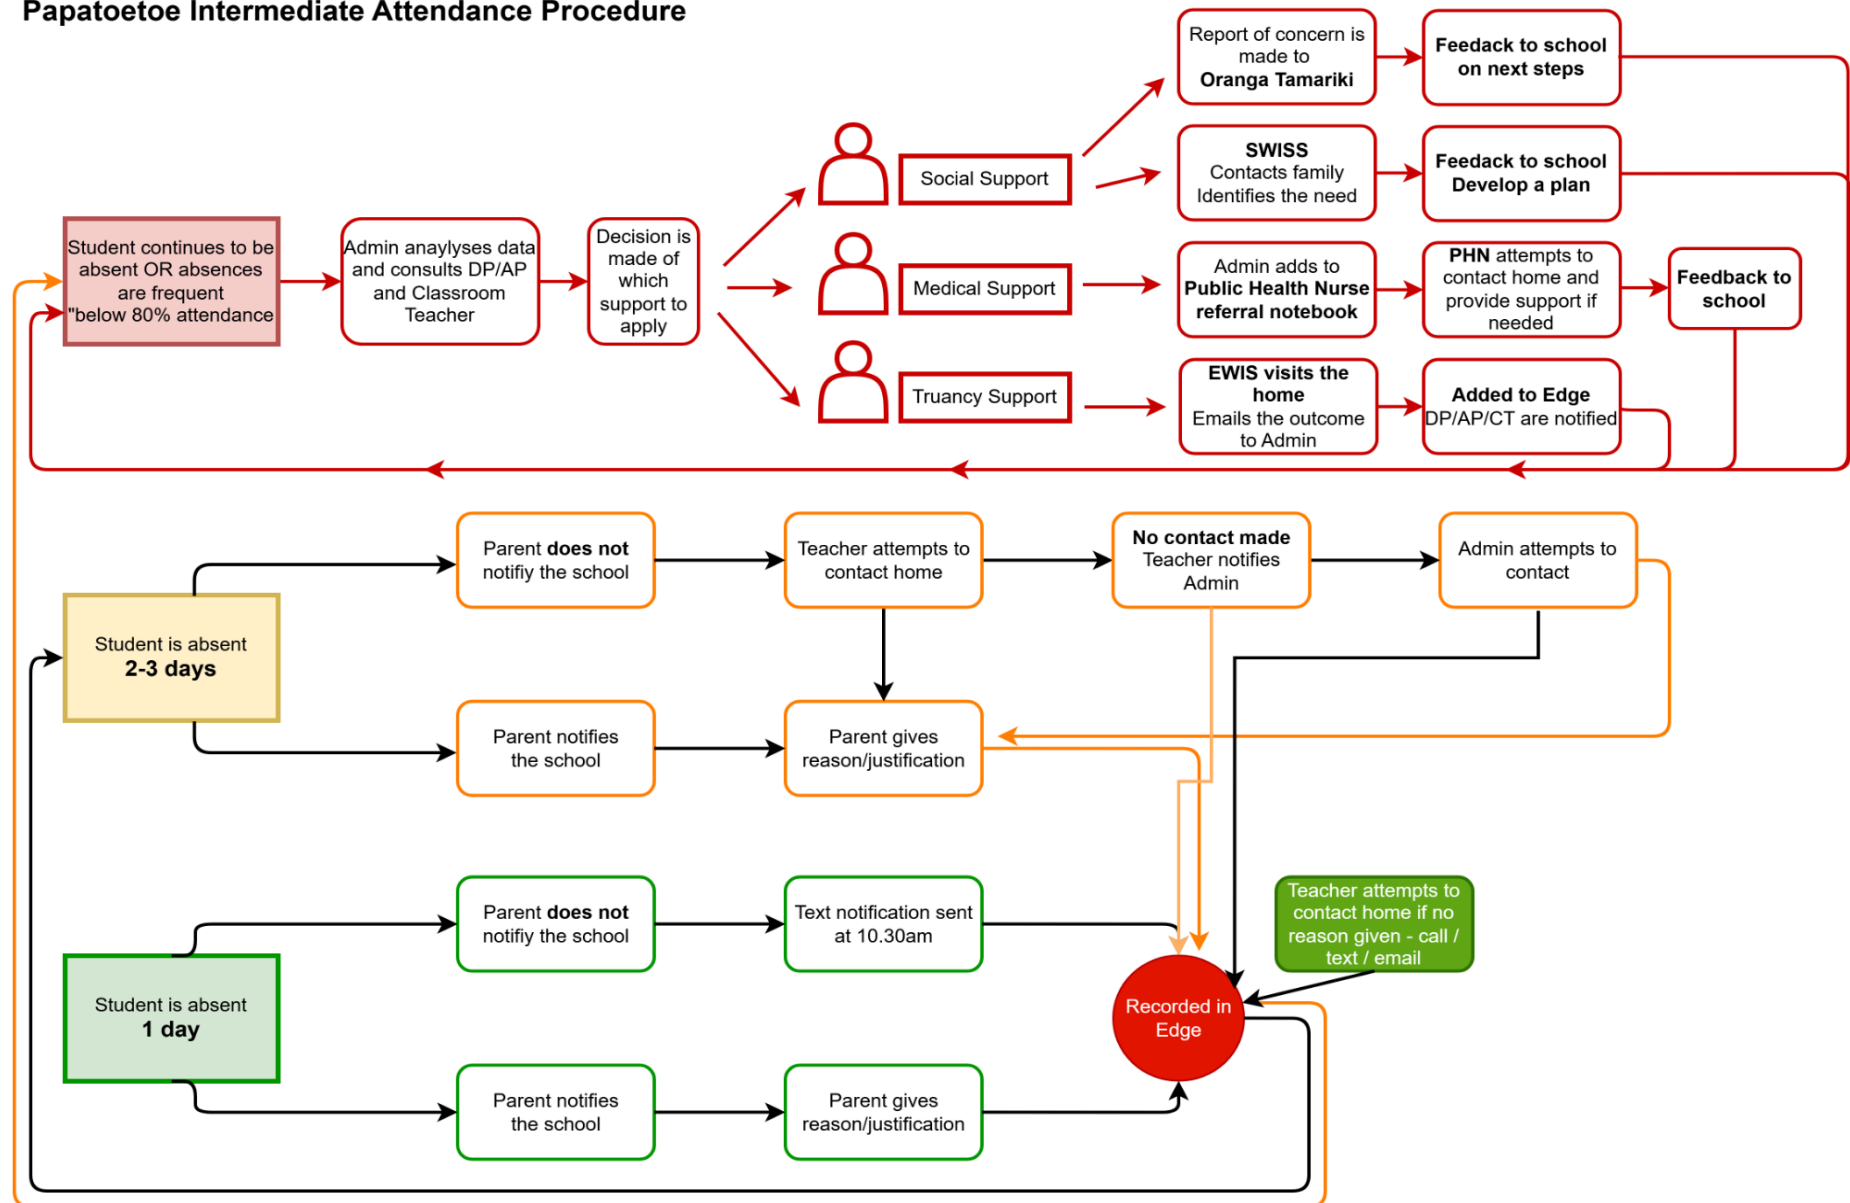 Papatoetoe Intermediate Attendance Procedure
Report of concern is
made to
Oranga Tamariki
Feedack to school
on next steps
SWISS
Contacts family
Identifies the need
Feedack to school
Develop a plan
Social Support
Student continues to be
absent OR absences
are frequent
"below 80% attendance
Admin anaylyses data
and consults DP/AP
and Classroom
Teacher
Decision is
made of
which
support to
apply
Medical Support
Admin adds to
Public Health Nurse
referral notebook
PHN attempts to
contact home and
provide support if
needed
Feedback to
school
Truancy Support
EWIS visits the
home
Emails the outcome
to Admin
Added to Edge
DP/AP/CT are notified
Student is absent
2-3 days
Parent does not
notifiy the school
Teacher attempts to
contact home
No contact made
Teacher notifies
Admin
Admin attempts to
contact
Parent notifies
the school
Parent gives
reason/justification
Student is absent
1 day
Parent does not
notifiy the school
Text notification sent
at 10.30am
Teacher attempts to
contact home if no
reason given - call /
text / email
Recorded in
Edge
Parent notifies
the school
Parent gives
reason/justification